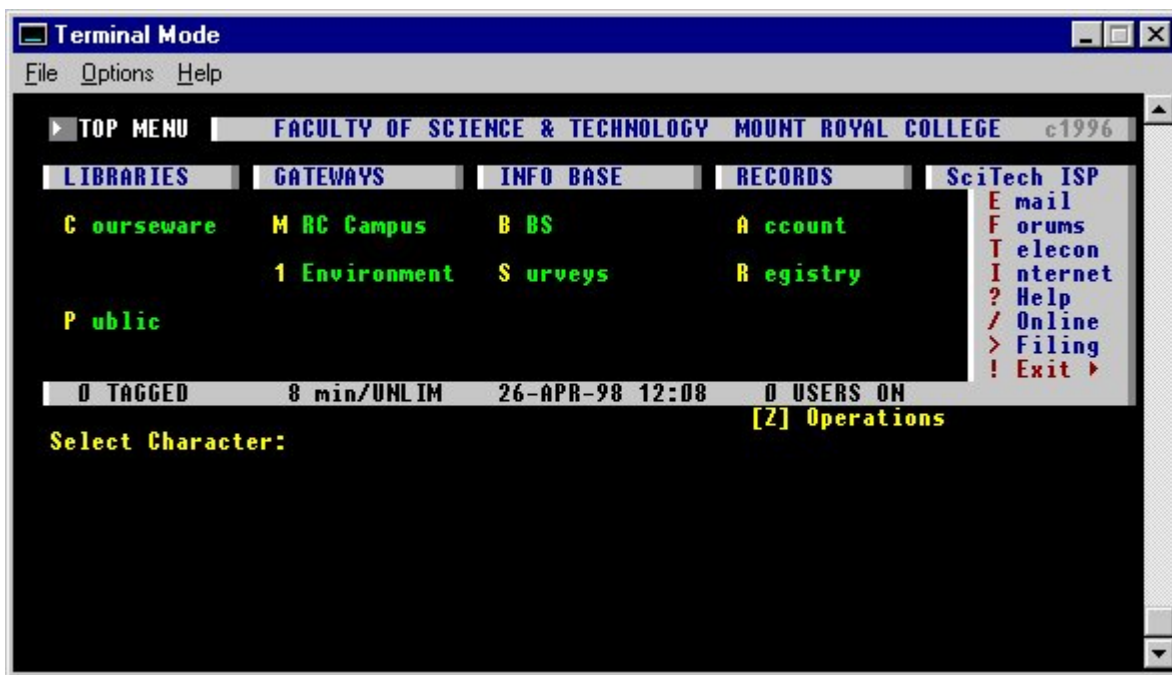 Terminal Mode
File Options Help
TOP MENU FACULTY OF SCIENCE & TECHNOLOGY MOUNT ROYAL COLLEGE c1996
LIBRARIES GATEWAYS INFO BASE RECORDS SciTech ISP
E mail
C ourseware M RC Campus B BS A ccount F orums
T elecon
1 Environment S urveys R egistry I nternet
? Help
P ublic / Online
> Filing
! Exit
0 TAGGED 8 min/UNLIM 26-APR-98 12:08 0 USERS ON
[Z] Operations
Select Character: